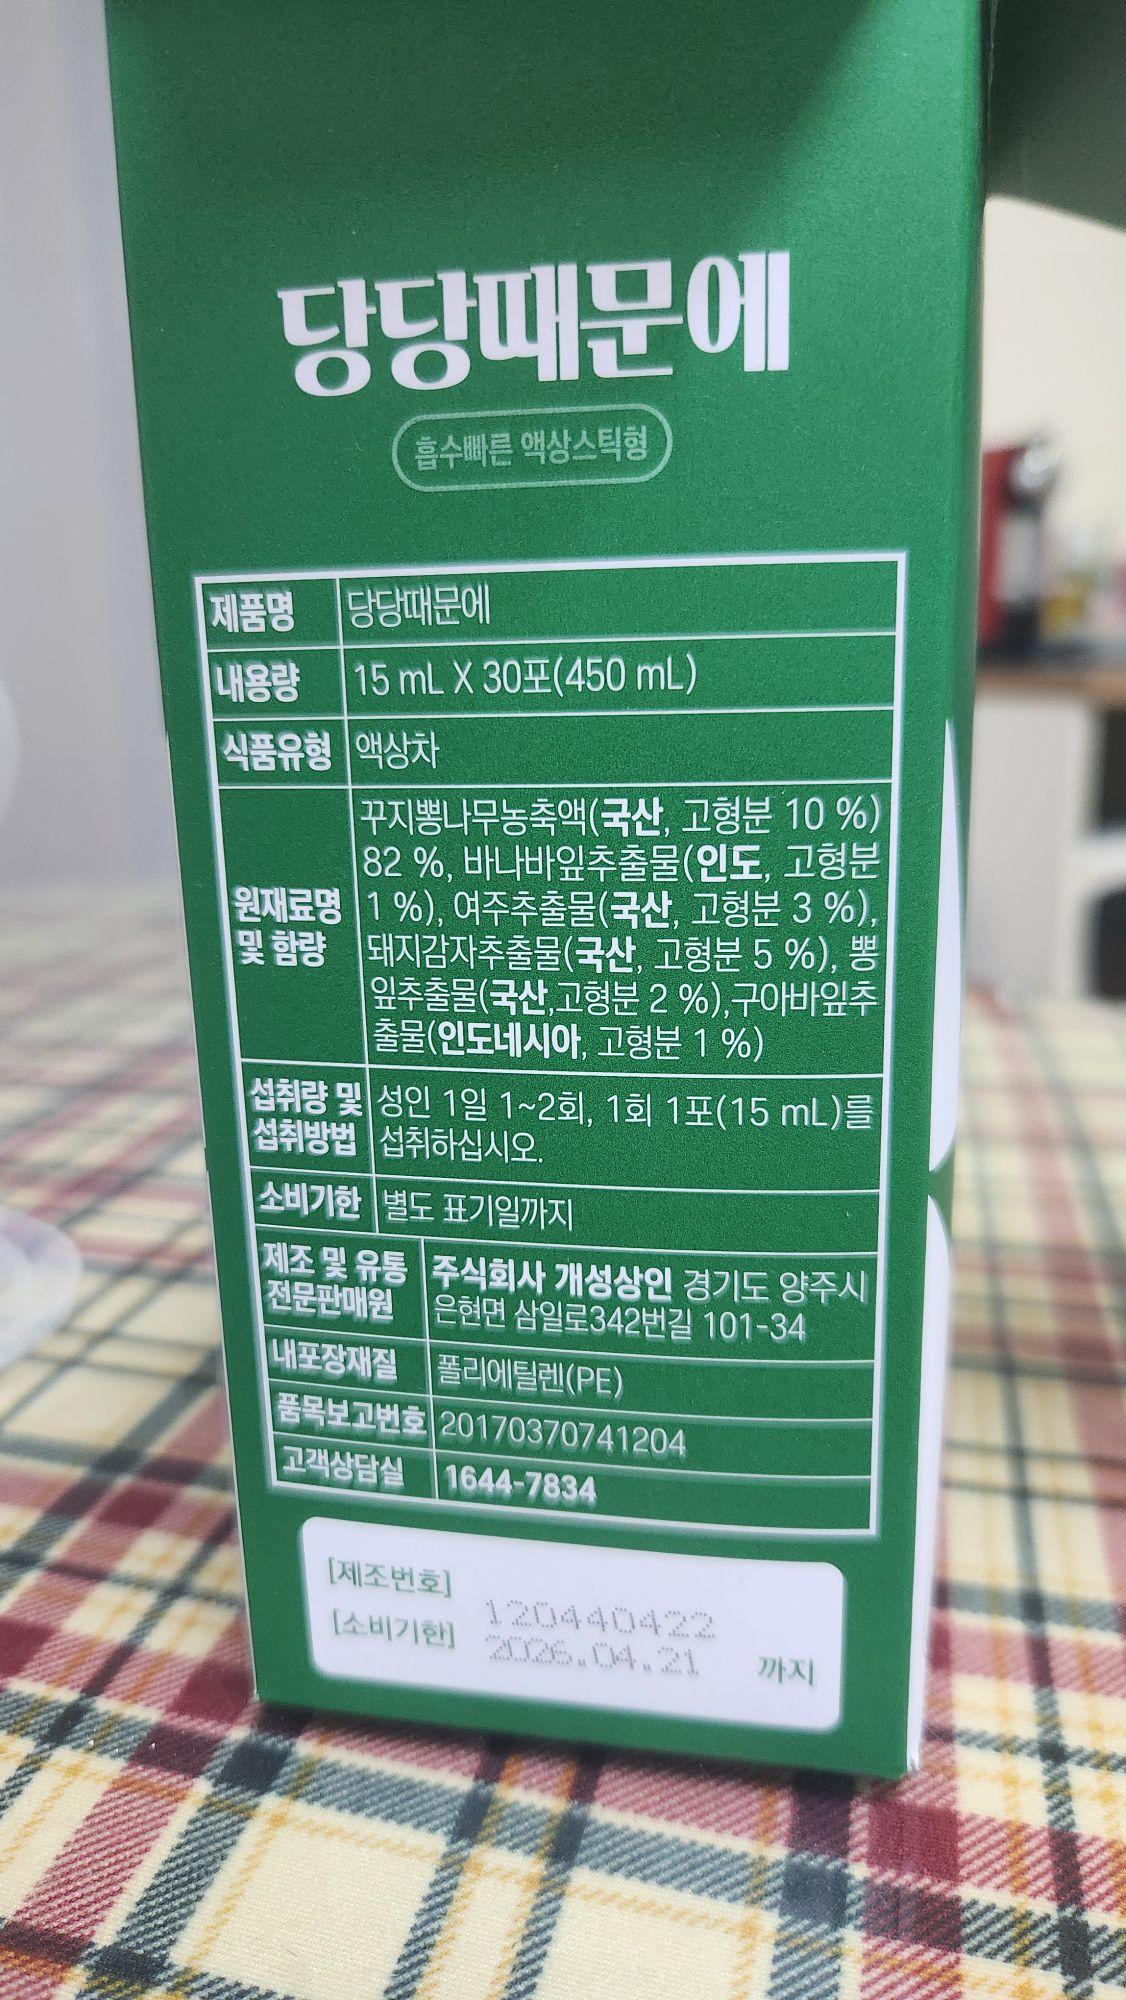 당당때문에
흡수빠른 액상스틱형
제품명 당당때문에
내용량 15 mL X 30포(450 mL)
식품유형 액상차
원재료명 및 함량
꾸지뽕나무농축액(국산, 고형분 10 %)
82 %, 바나바잎추출물(인도, 고형분
1 %), 여주추출물(국산, 고형분 3 %),
돼지감자추출물(국산, 고형분 5 %), 뽕
잎추출물(국산,고형분 2 %),구아바잎추
출물(인도네시아, 고형분 1 %)
섭취량 및 섭취방법
성인 1일 1~2회, 1회 1포(15 mL)를
섭취하십시오.
소비기한 별도 표기일까지
제조 및 유통 전문판매원
주식회사 개성상인 경기도 양주시
은현면 삼일로342번길 101-34
내포장재질 폴리에틸렌(PE)
품목보고번호 20170370741204
고객상담실 1644-7834
[제조번호] 120440422
[소비기한] 2026.04.21 까지